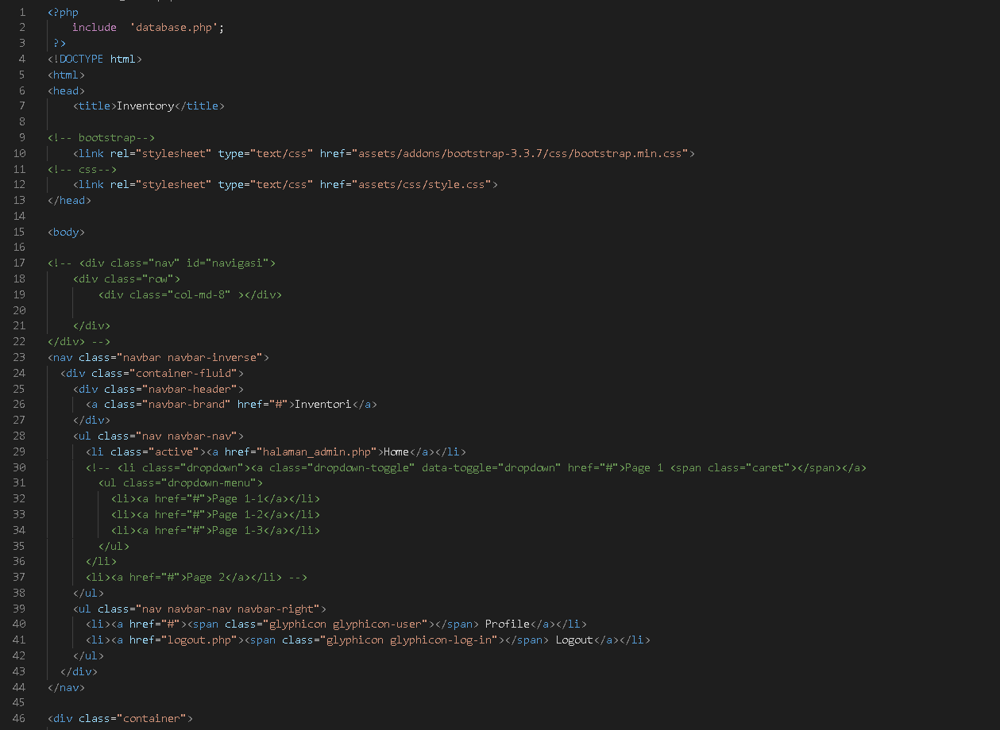 1 <?php
2     include  'database.php';
3  ?>
4 <!DOCTYPE html>
5 <html>
6 <head>
7     <title>Inventory</title>
8
9 <!-- bootstrap-->
10     <link rel="stylesheet" type="text/css" href="assets/addons/bootstrap-3.3.7/css/bootstrap.min.css">
11 <!-- css-->
12     <link rel="stylesheet" type="text/css" href="assets/css/style.css">
13 </head>
14
15 <body>
16
17 <!-- <div class="nav" id="navigasi">
18     <div class="row">
19         <div class="col-md-8" ></div>
20
21     </div>
22 </div> -->
23 <nav class="navbar navbar-inverse">
24   <div class="container-fluid">
25     <div class="navbar-header">
26       <a class="navbar-brand" href="#">Inventori</a>
27     </div>
28     <ul class="nav navbar-nav">
29       <li class="active"><a href="halaman_admin.php">Home</a></li>
30       <!-- <li class="dropdown"><a class="dropdown-toggle" data-toggle="dropdown" href="#">Page 1 <span class="caret"></span></a>
31         <ul class="dropdown-menu">
32           <li><a href="#">Page 1-1</a></li>
33           <li><a href="#">Page 1-2</a></li>
34           <li><a href="#">Page 1-3</a></li>
35         </ul>
36       </li>
37       <li><a href="#">Page 2</a></li> -->
38     </ul>
39     <ul class="nav navbar-nav navbar-right">
40       <li><a href="#"><span class="glyphicon glyphicon-user"></span> Profile</a></li>
41       <li><a href="logout.php"><span class="glyphicon glyphicon-log-in"></span> Logout</a></li>
42     </ul>
43   </div>
44 </nav>
45
46 <div class="container">